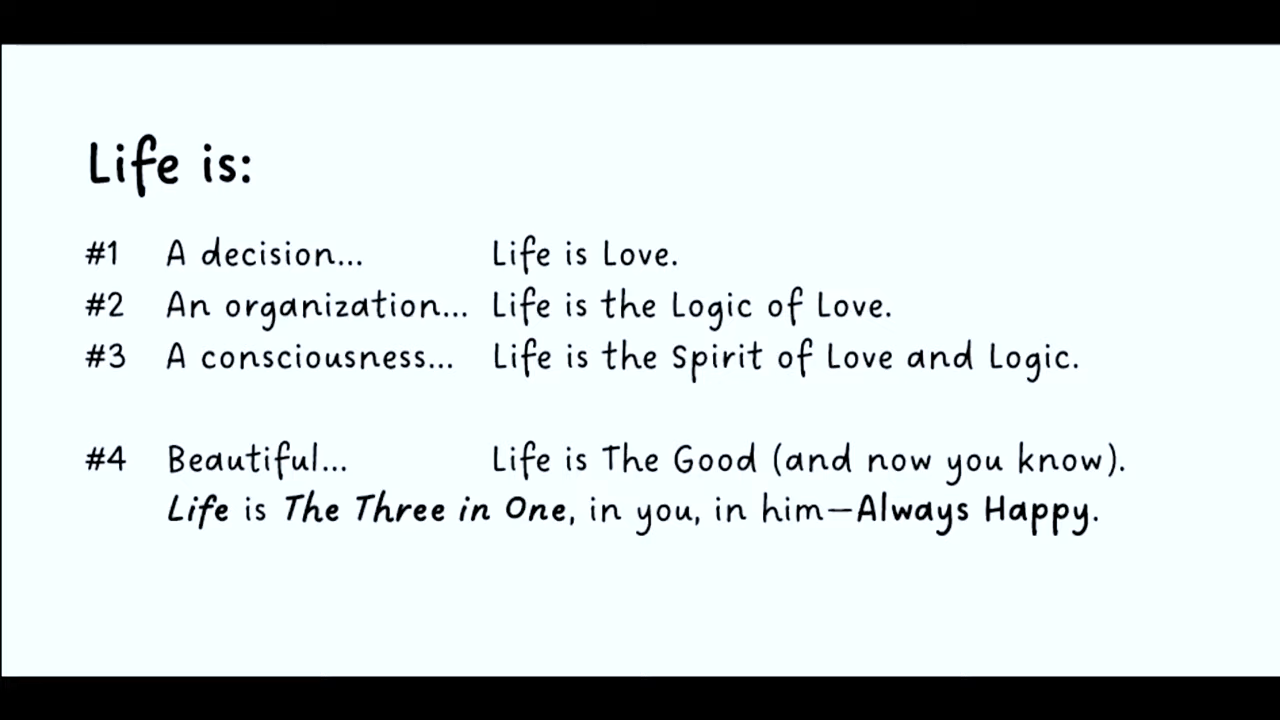 Life is:
#1 A decision... Life is Love.
#2 An organization... Life is the Logic of Love.
#3 A consciousness... Life is the Spirit of Love and Logic.
#4 Beautiful... Life is The Good (and now you know).
Life is The Three in One, in you, in him—Always Happy.